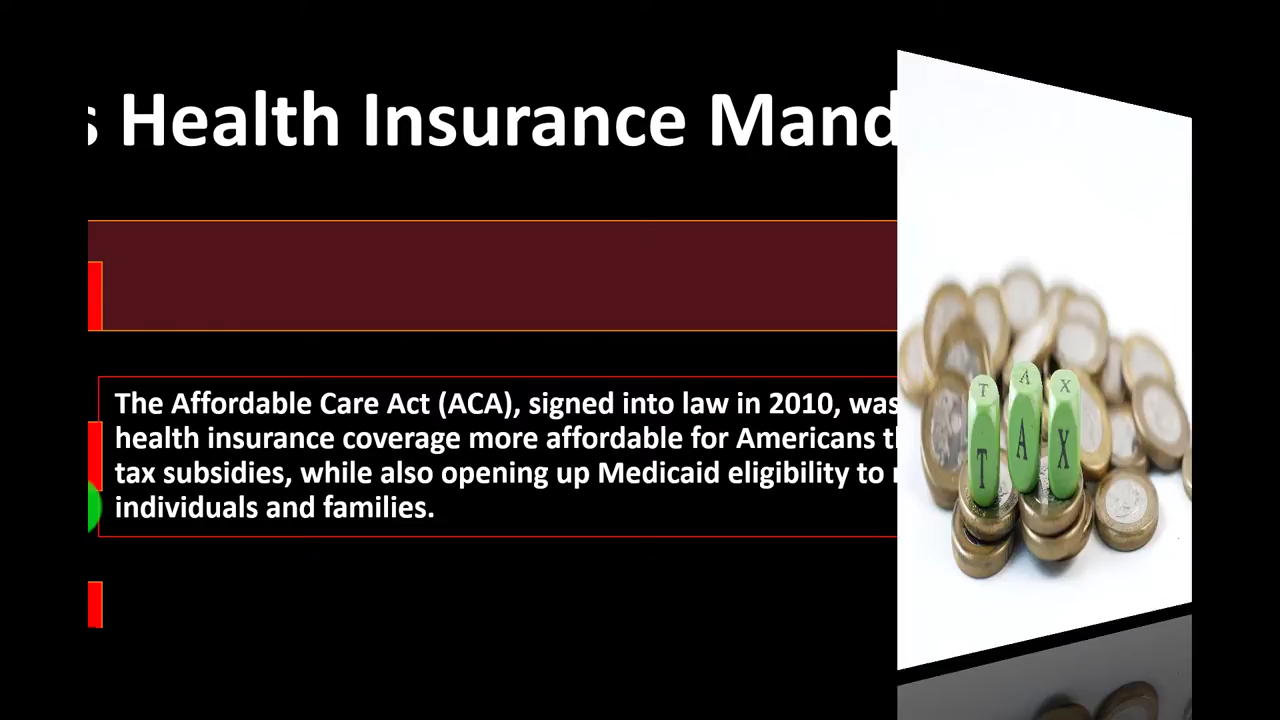 s Health Insurance Mand
The Affordable Care Act (ACA), signed into law in 2010, was
health insurance coverage more affordable for Americans t
tax subsidies, while also opening up Medicaid eligibility to
individuals and families.
T A X
T A X